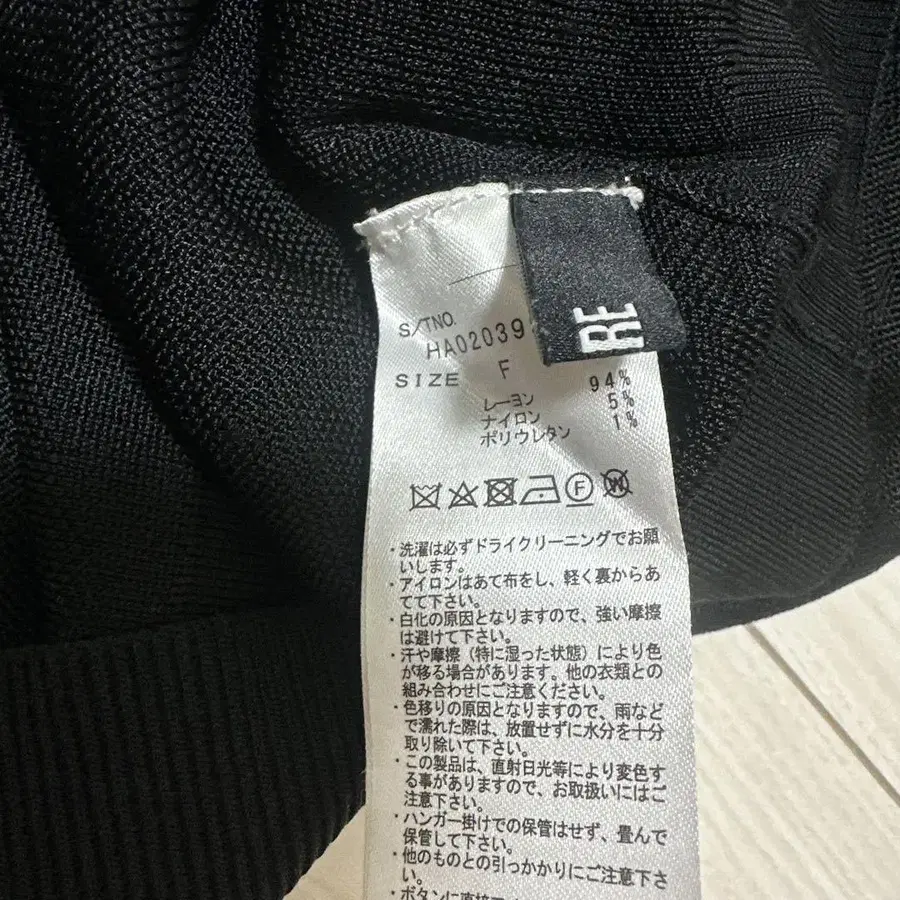 RE
S/TNO.
HA02039
SIZE F
レーヨン 94%
ナイロン 5%
ポリウレタン 1%
F W
・洗濯は必ずドライクリーニングでお願
いします。
・アイロンはあて布をし、軽く裏からあ
てて下さい。
・白化の原因となりますので、強い摩擦
は避けて下さい。
・汗や摩擦（特に湿った状態）により色
が移る場合があります。他の衣類との
組み合わせにご注意ください。
・色移りの原因となりますので、雨など
で濡れた際は、放置せずに水分を十分
取り除いて下さい。
・この製品は、直射日光等により変色す
る事がありますので、お取扱いにはご
注意下さい。
・ハンガー掛けでの保管はせず、畳んで
保管して下さい。
・他のものとの引っかかりにご注意下さ
い。
・ボタンに直接